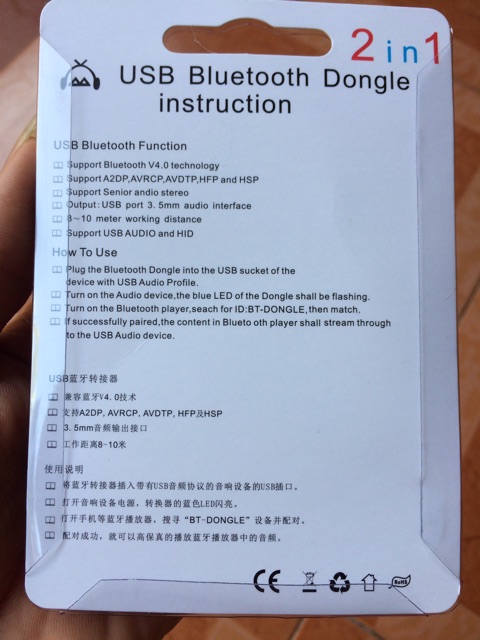 2in1
USB Bluetooth Dongle
instruction
USB Bluetooth Function
Support Bluetooth V4.0 technology
Support A2DP,AVRCP,AVDTP,HFP and HSP
Support Senior andio stereo
Output: USB port 3.5mm audio interface
8~10 meter working distance
Support USB AUDIO and HID
How To Use
Plug the Bluetooth Dongle into the USB sucket of the
device with USB Audio Profile.
Turn on the Audio device,the blue LED of the Dongle shall be flashing.
Turn on the Bluetooth player,seach for ID:BT-DONGLE,then match.
If successfully paired,the content in Blueto oth player shall stream through
to the USB Audio device.
USB蓝牙转接器
兼容蓝牙V4.0技术
支持A2DP, AVRCP, AVDTP, HFP及HSP
3.5mm音频输出接口
工作距离8-10米
使用说明
将蓝牙转接器插入带有USB音频协议的音响设备的USB插口。
打开音响设备电源，转换器的蓝色LED闪亮。
打开手机等蓝牙播放器，搜寻“BT-DONGLE”设备并配对。
配对成功，就可以高保真的播放蓝牙播放器中的音频。
CE
RoHS